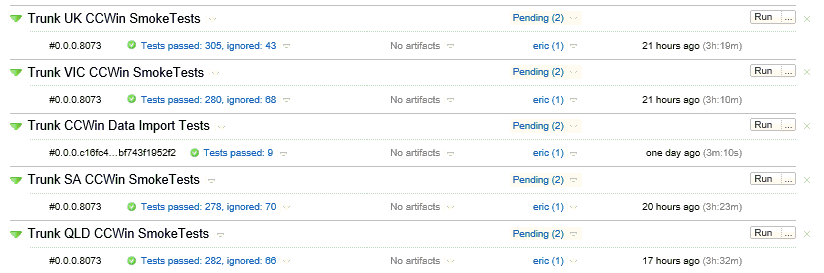 Trunk UK CCWin SmokeTests Pending (2) Run ...
#0.0.0.8073 Tests passed: 305, ignored: 43 No artifacts eric (1) 21 hours ago (3h:19m)
Trunk VIC CCWin SmokeTests Pending (2) Run ...
#0.0.0.8073 Tests passed: 280, ignored: 68 No artifacts eric (1) 21 hours ago (3h:10m)
Trunk CCWin Data Import Tests Pending (2) Run ...
#0.0.0.c16fc4...bf743f1952f2 Tests passed: 9 No artifacts eric (1) one day ago (3m:10s)
Trunk SA CCWin SmokeTests Pending (2) Run ...
#0.0.0.8073 Tests passed: 278, ignored: 70 No artifacts eric (1) 20 hours ago (3h:23m)
Trunk QLD CCWin SmokeTests Pending (2) Run ...
#0.0.0.8073 Tests passed: 282, ignored: 66 No artifacts eric (1) 17 hours ago (3h:32m)